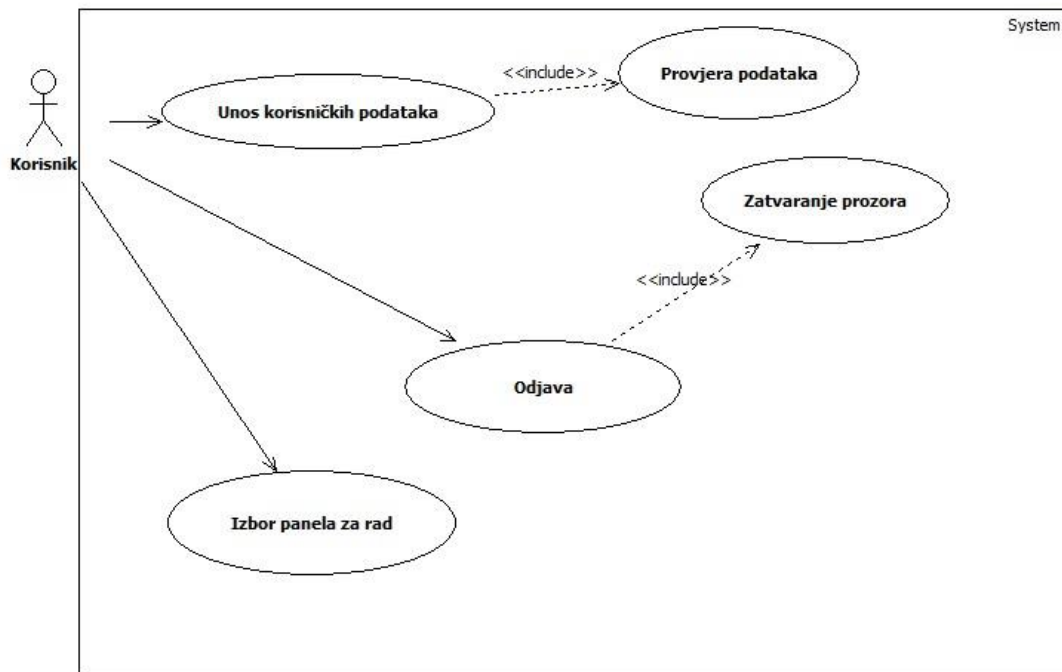 System
<<include>>
Provjera podataka
Unos korisničkih podataka
Korisnik
Zatvaranje prozora
<<include>>
Odjava
Izbor panela za rad